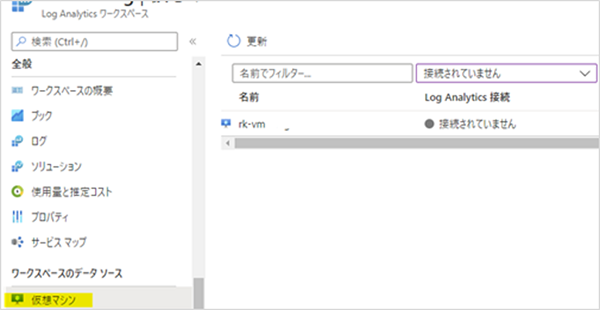 Log Analytics ワークスペース
検索 (Ctrl+/)
«
更新
全般
ワークスペースの概要
ブック
ログ
ソリューション
使用量と推定コスト
プロパティ
サービス マップ
ワークスペースのデータ ソース
仮想マシン
名前でフィルター...
接続されていません
名前
Log Analytics 接続
rk-vm
接続されていません